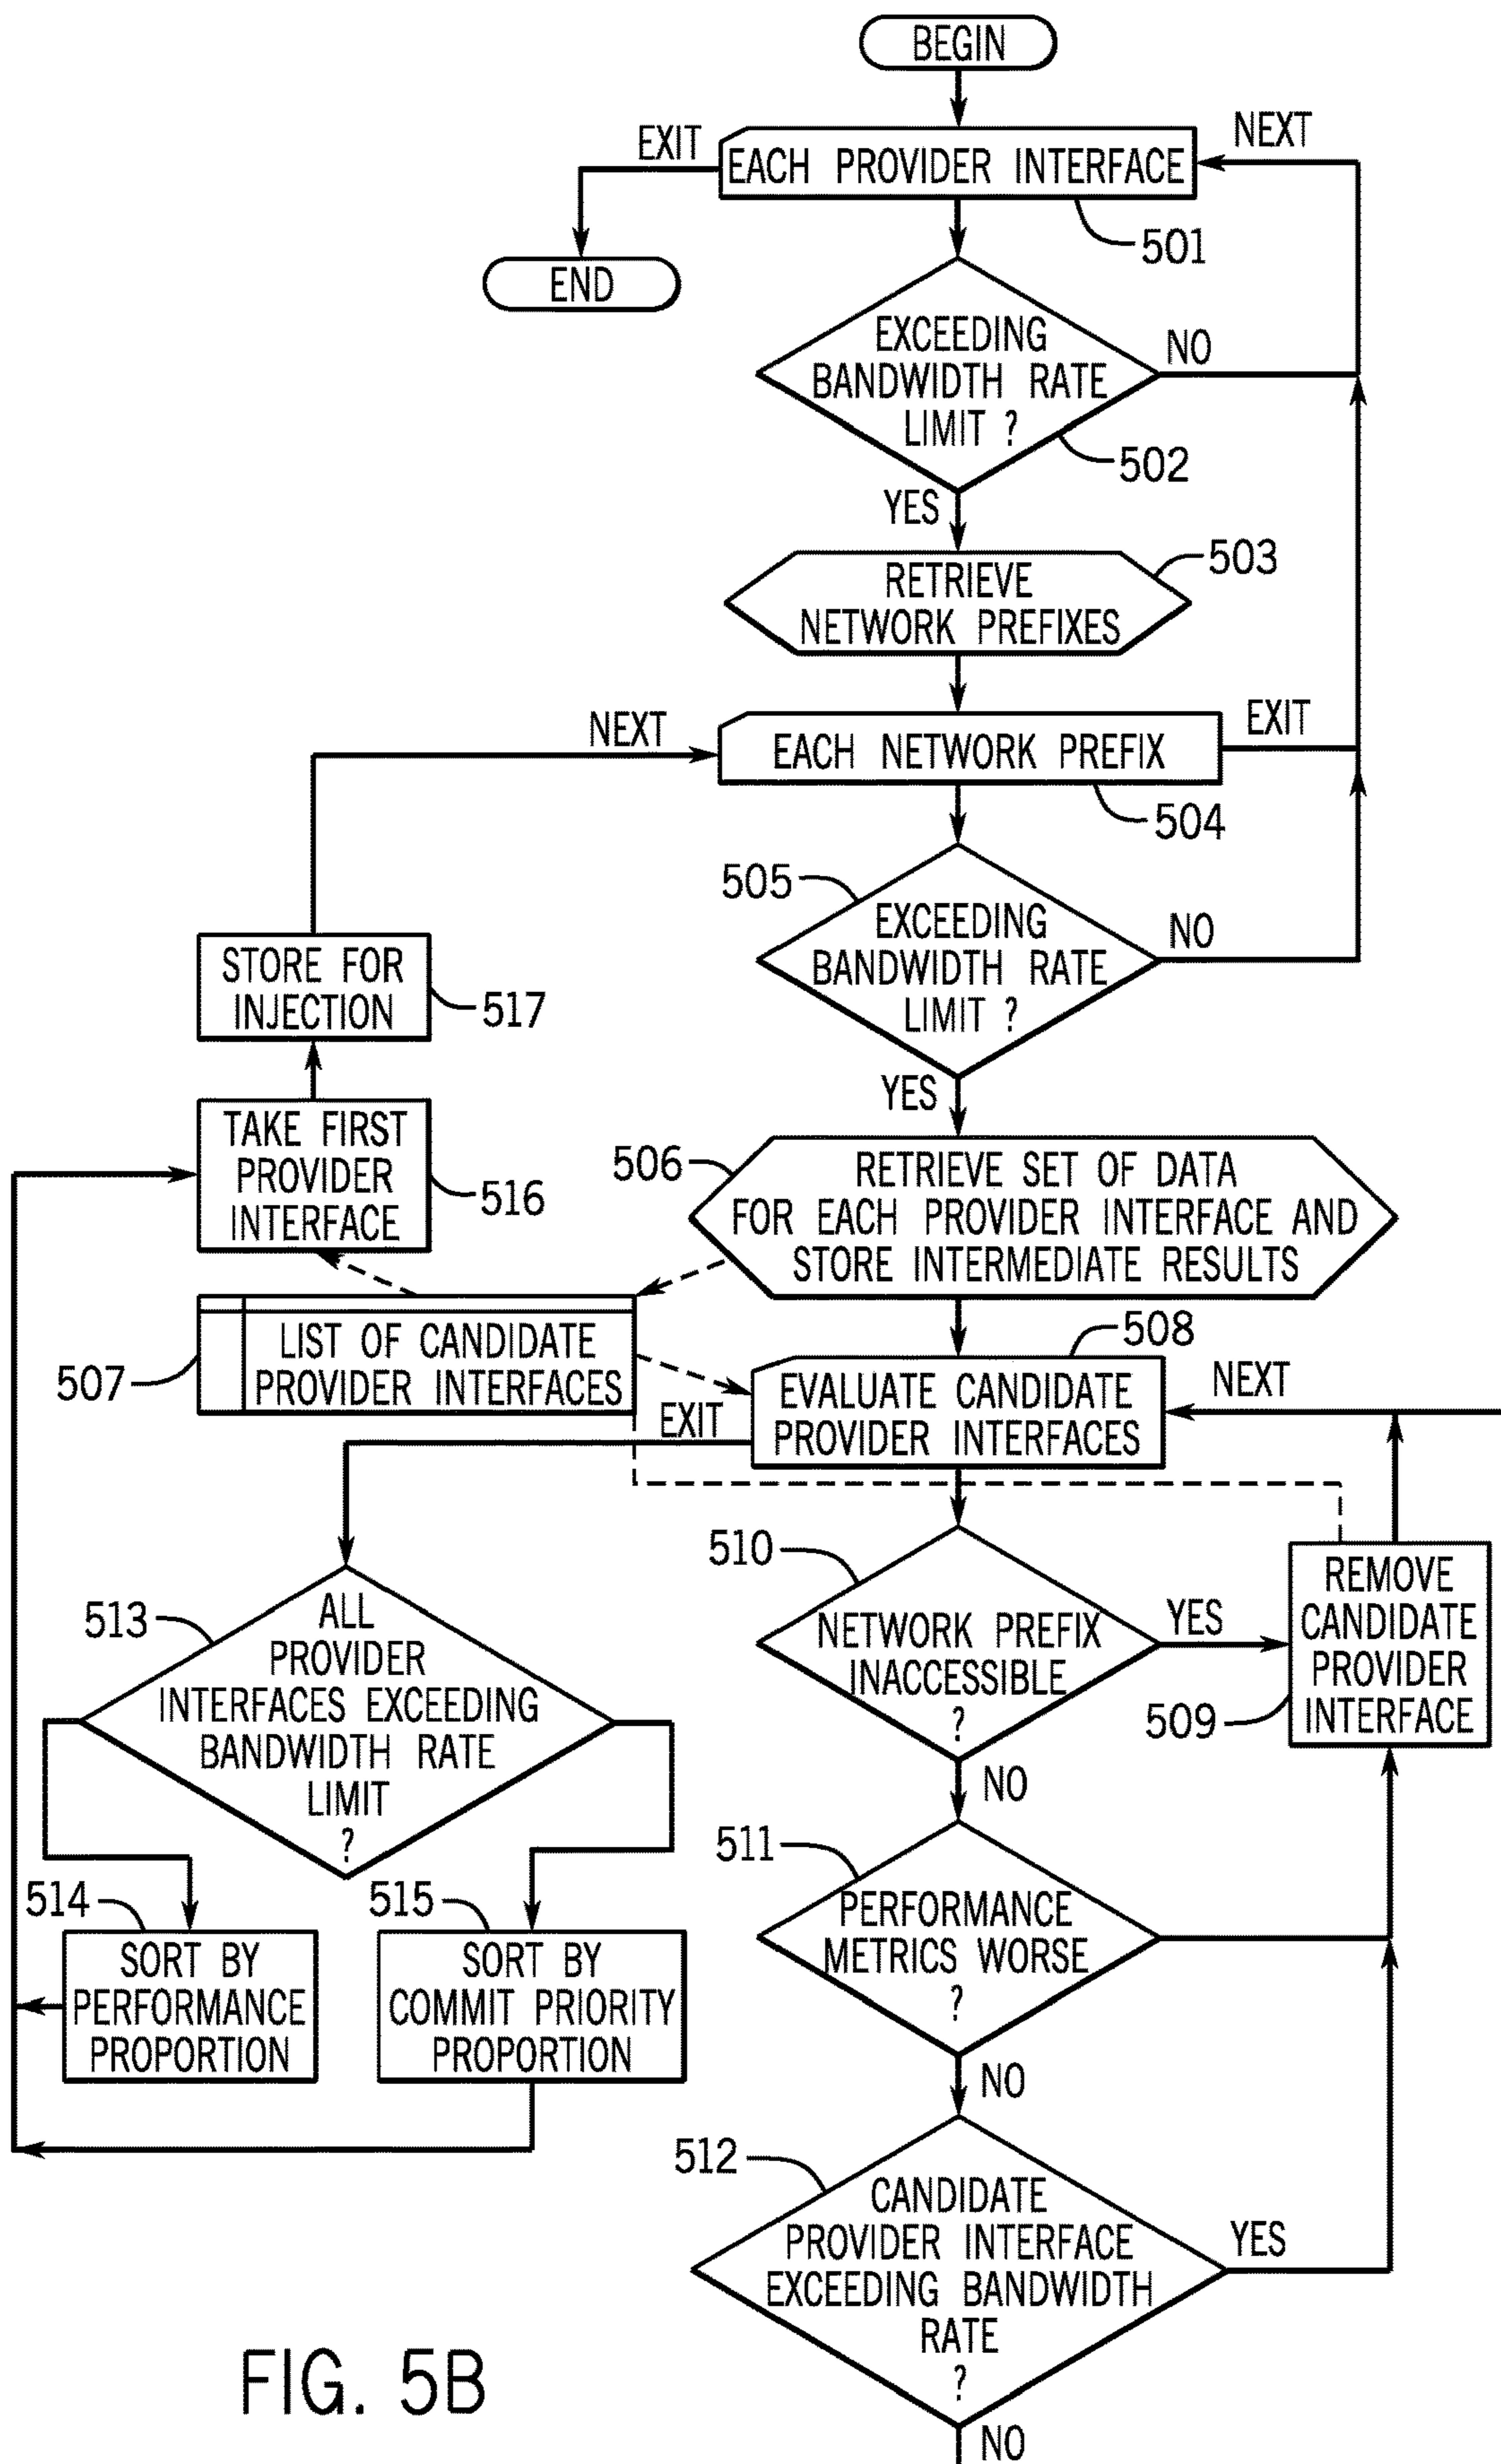 BEGIN
EXIT
EACH PROVIDER INTERFACE
NEXT
501
END
EXCEEDING
BANDWIDTH RATE
LIMIT ?
NO
502
YES
503
RETRIEVE
NETWORK PREFIXES
NEXT
EACH NETWORK PREFIX
EXIT
504
505
EXCEEDING
BANDWIDTH RATE
LIMIT ?
NO
STORE FOR
INJECTION
517
YES
TAKE FIRST
PROVIDER
INTERFACE
516
506
RETRIEVE SET OF DATA
FOR EACH PROVIDER INTERFACE AND
STORE INTERMEDIATE RESULTS
507
LIST OF CANDIDATE
PROVIDER INTERFACES
508
EVALUATE CANDIDATE
PROVIDER INTERFACES
NEXT
EXIT
510
NETWORK PREFIX
INACCESSIBLE
?
YES
REMOVE
CANDIDATE
PROVIDER
INTERFACE
509
513
ALL
PROVIDER
INTERFACES EXCEEDING
BANDWIDTH RATE
LIMIT
?
NO
511
PERFORMANCE
METRICS WORSE
?
514
SORT BY
PERFORMANCE
PROPORTION
515
SORT BY
COMMIT PRIORITY
PROPORTION
NO
512
CANDIDATE
PROVIDER INTERFACE
EXCEEDING BANDWIDTH
RATE
?
YES
NO
FIG. 5B